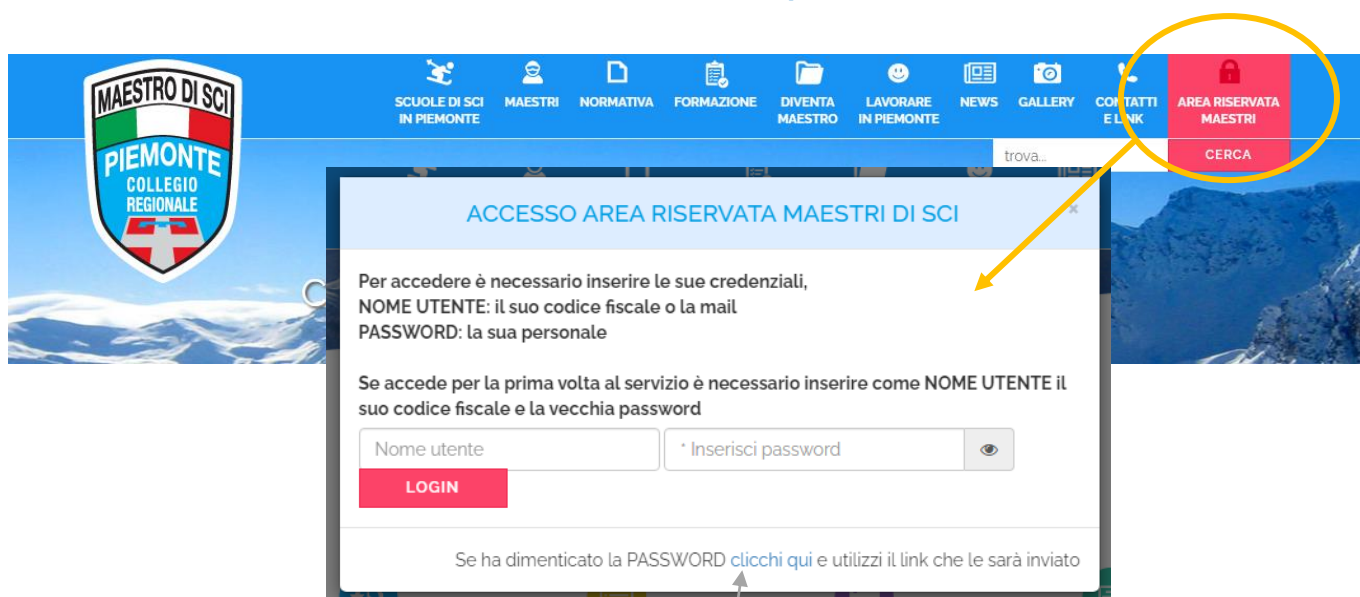 MAESTRO DI SCI
PIEMONTE
COLLEGIO
REGIONALE
SCUOLE DI SCI
IN PIEMONTE
MAESTRI
NORMATIVA
FORMAZIONE
DIVENTA
MAESTRO
LAVORARE
IN PIEMONTE
NEWS
GALLERY
CONTATTI
E LINK
AREA RISERVATA
MAESTRI
trova...
CERCA
ACCESSO AREA RISERVATA MAESTRI DI SCI
×
Per accedere è necessario inserire le sue credenziali,
NOME UTENTE: il suo codice fiscale o la mail
PASSWORD: la sua personale
Se accede per la prima volta al servizio è necessario inserire come NOME UTENTE il
suo codice fiscale e la vecchia password
Nome utente
* Inserisci password
LOGIN
Se ha dimenticato la PASSWORD clicchi qui e utilizzi il link che le sarà inviato